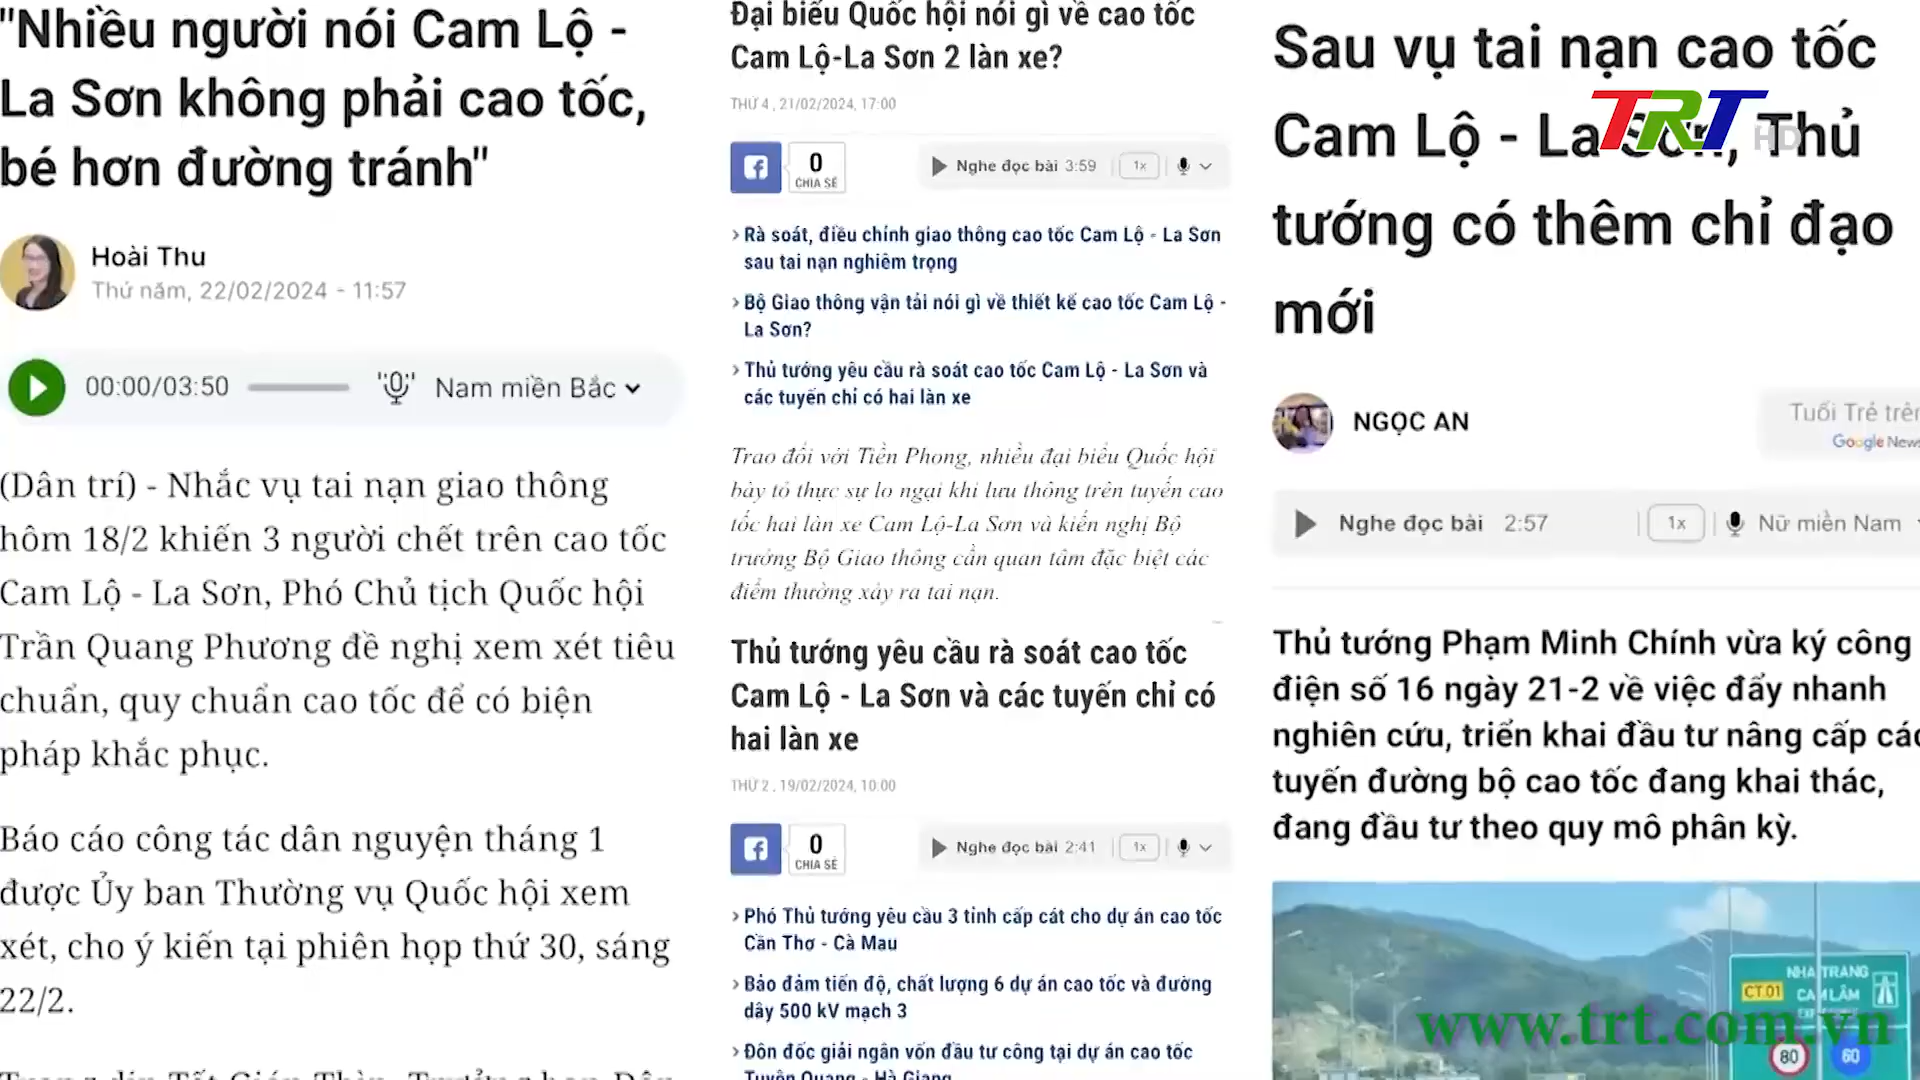 "Nhiều người nói Cam Lộ -
La Sơn không phải cao tốc,
bé hơn đường tránh"
Hoài Thu
Thứ năm, 22/02/2024 - 11:57
00:00/03:50
Nam miền Bắc
(Dân trí) - Nhắc vụ tai nạn giao thông
hôm 18/2 khiến 3 người chết trên cao tốc
Cam Lộ - La Sơn, Phó Chủ tịch Quốc hội
Trần Quang Phương đề nghị xem xét tiêu
chuẩn, quy chuẩn cao tốc để có biện
pháp khắc phục.
Báo cáo công tác dân nguyện tháng 1
được Ủy ban Thường vụ Quốc hội xem
xét, cho ý kiến tại phiên họp thứ 30, sáng
22/2.
Đại biểu Quốc hội nói gì về cao tốc
Cam Lộ-La Sơn 2 làn xe?
THỨ 4 , 21/02/2024, 17:00
0
CHIA SẺ
Nghe đọc bài 3:59
1x
› Rà soát, điều chỉnh giao thông cao tốc Cam Lộ - La Sơn
sau tai nạn nghiêm trọng
› Bộ Giao thông vận tải nói gì về thiết kế cao tốc Cam Lộ -
La Sơn?
› Thủ tướng yêu cầu rà soát cao tốc Cam Lộ - La Sơn và
các tuyến chỉ có hai làn xe
Trao đổi với Tiền Phong, nhiều đại biểu Quốc hội
bày tỏ thực sự lo ngại khi lưu thông trên tuyến cao
tốc hai làn xe Cam Lộ-La Sơn và kiến nghị Bộ
trưởng Bộ Giao thông cần quan tâm đặc biệt các
điểm thường xảy ra tai nạn.
Thủ tướng yêu cầu rà soát cao tốc
Cam Lộ - La Sơn và các tuyến chỉ có
hai làn xe
THỨ 2 , 19/02/2024, 10:00
0
CHIA SẺ
Nghe đọc bài 2:41
1x
› Phó Thủ tướng yêu cầu 3 tỉnh cấp cát cho dự án cao tốc
Cần Thơ - Cà Mau
› Bảo đảm tiến độ, chất lượng 6 dự án cao tốc và đường
dây 500 kV mạch 3
› Đôn đốc giải ngân vốn đầu tư công tại dự án cao tốc
Tuyên Quang - Hà Giang
Sau vụ tai nạn cao tốc
Cam Lộ - La Sơn, Thủ
tướng có thêm chỉ đạo
mới
TRT HD
NGỌC AN
Tuổi Trẻ trên
Google News
Nghe đọc bài 2:57
1x
Nữ miền Nam
Thủ tướng Phạm Minh Chính vừa ký công
điện số 16 ngày 21-2 về việc đẩy nhanh
nghiên cứu, triển khai đầu tư nâng cấp các
tuyến đường bộ cao tốc đang khai thác,
đang đầu tư theo quy mô phân kỳ.
NHA TRANG
CT.01
CAM LÂM
www.trt.com.vn
80
60